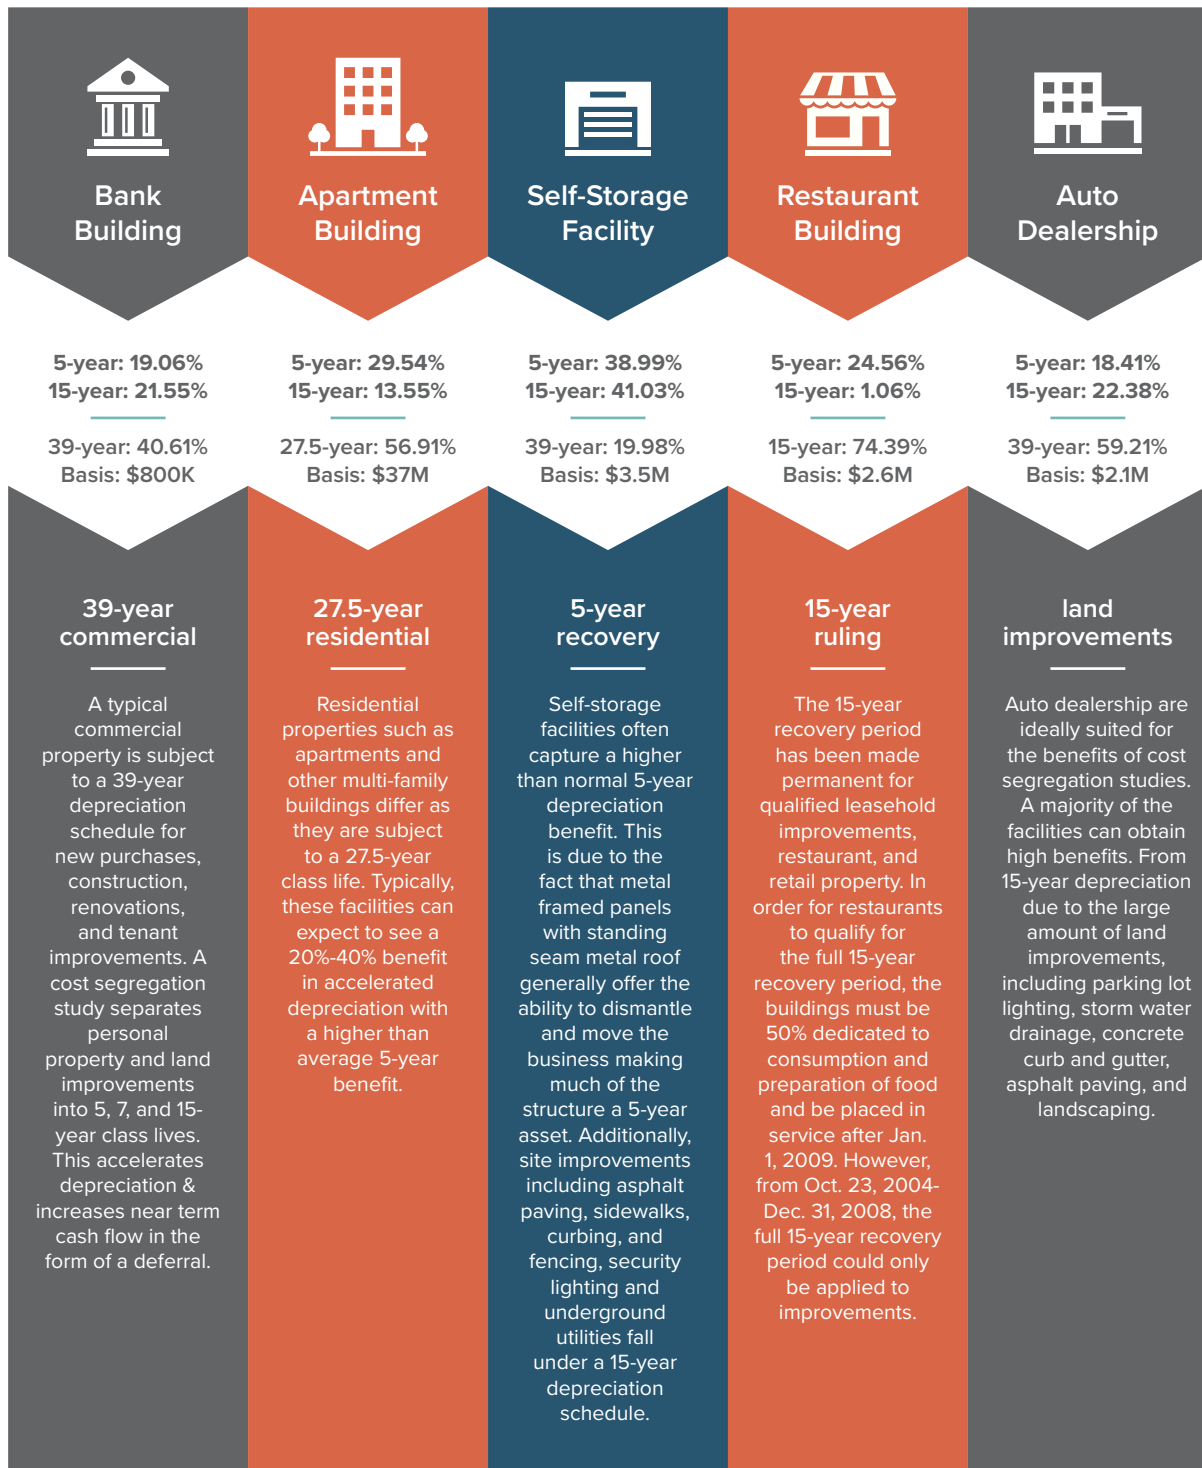 Bank
Building
5-year: 19.06%
15-year: 21.55%
39-year: 40.61%
Basis: $800K
39-year
commercial
A typical
commercial
property is subject
to a 39-year
depreciation
schedule for
new purchases,
construction,
renovations,
and tenant
improvements. A
cost segregation
study separates
personal
property and land
improvements
into 5, 7, and 15-
year class lives.
This accelerates
depreciation &
increases near term
cash flow in the
form of a deferral.
Apartment
Building
5-year: 29.54%
15-year: 13.55%
27.5-year: 56.91%
Basis: $37M
27.5-year
residential
Residential
properties such as
apartments and
other multi-family
buildings differ as
they are subject
to a 27.5-year
class life. Typically,
these facilities can
expect to see a
20%-40% benefit
in accelerated
depreciation with
a higher than
average 5-year
benefit.
Self-Storage
Facility
5-year: 38.99%
15-year: 41.03%
39-year: 19.98%
Basis: $3.5M
5-year
recovery
Self-storage
facilities often
capture a higher
than normal 5-year
depreciation
benefit. This
is due to the
fact that metal
framed panels
with standing
seam metal roof
generally offer the
ability to dismantle
and move the
business making
much of the
structure a 5-year
asset. Additionally,
site improvements
including asphalt
paving, sidewalks,
curbing, and
fencing, security
lighting and
underground
utilities fall
under a 15-year
depreciation
schedule.
Restaurant
Building
5-year: 24.56%
15-year: 1.06%
15-year: 74.39%
Basis: $2.6M
15-year
ruling
The 15-year
recovery period
has been made
permanent for
qualified leasehold
improvements,
restaurant, and
retail property. In
order for restaurants
to qualify for
the full 15-year
recovery period, the
buildings must be
50% dedicated to
consumption and
preparation of food
and be placed in
service after Jan.
1, 2009. However,
from Oct. 23, 2004-
Dec. 31, 2008, the
full 15-year recovery
period could only
be applied to
improvements.
Auto
Dealership
5-year: 18.41%
15-year: 22.38%
39-year: 59.21%
Basis: $2.1M
land
improvements
Auto dealership are
ideally suited for
the benefits of cost
segregation studies.
A majority of the
facilities can obtain
high benefits. From
15-year depreciation
due to the large
amount of land
improvements,
including parking lot
lighting, storm water
drainage, concrete
curb and gutter,
asphalt paving, and
landscaping.